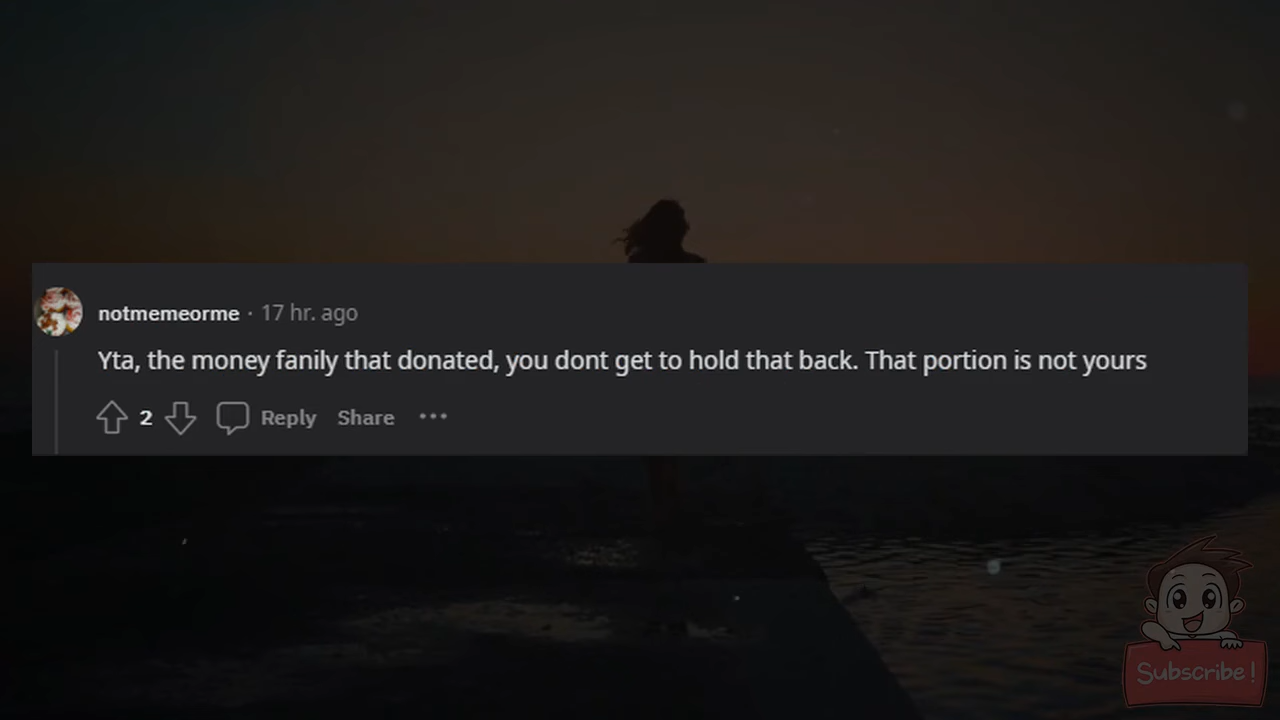 notmemeorme · 17 hr. ago
Yta, the money fanily that donated, you dont get to hold that back. That portion is not yours
2 Reply Share ···
Subscribe!